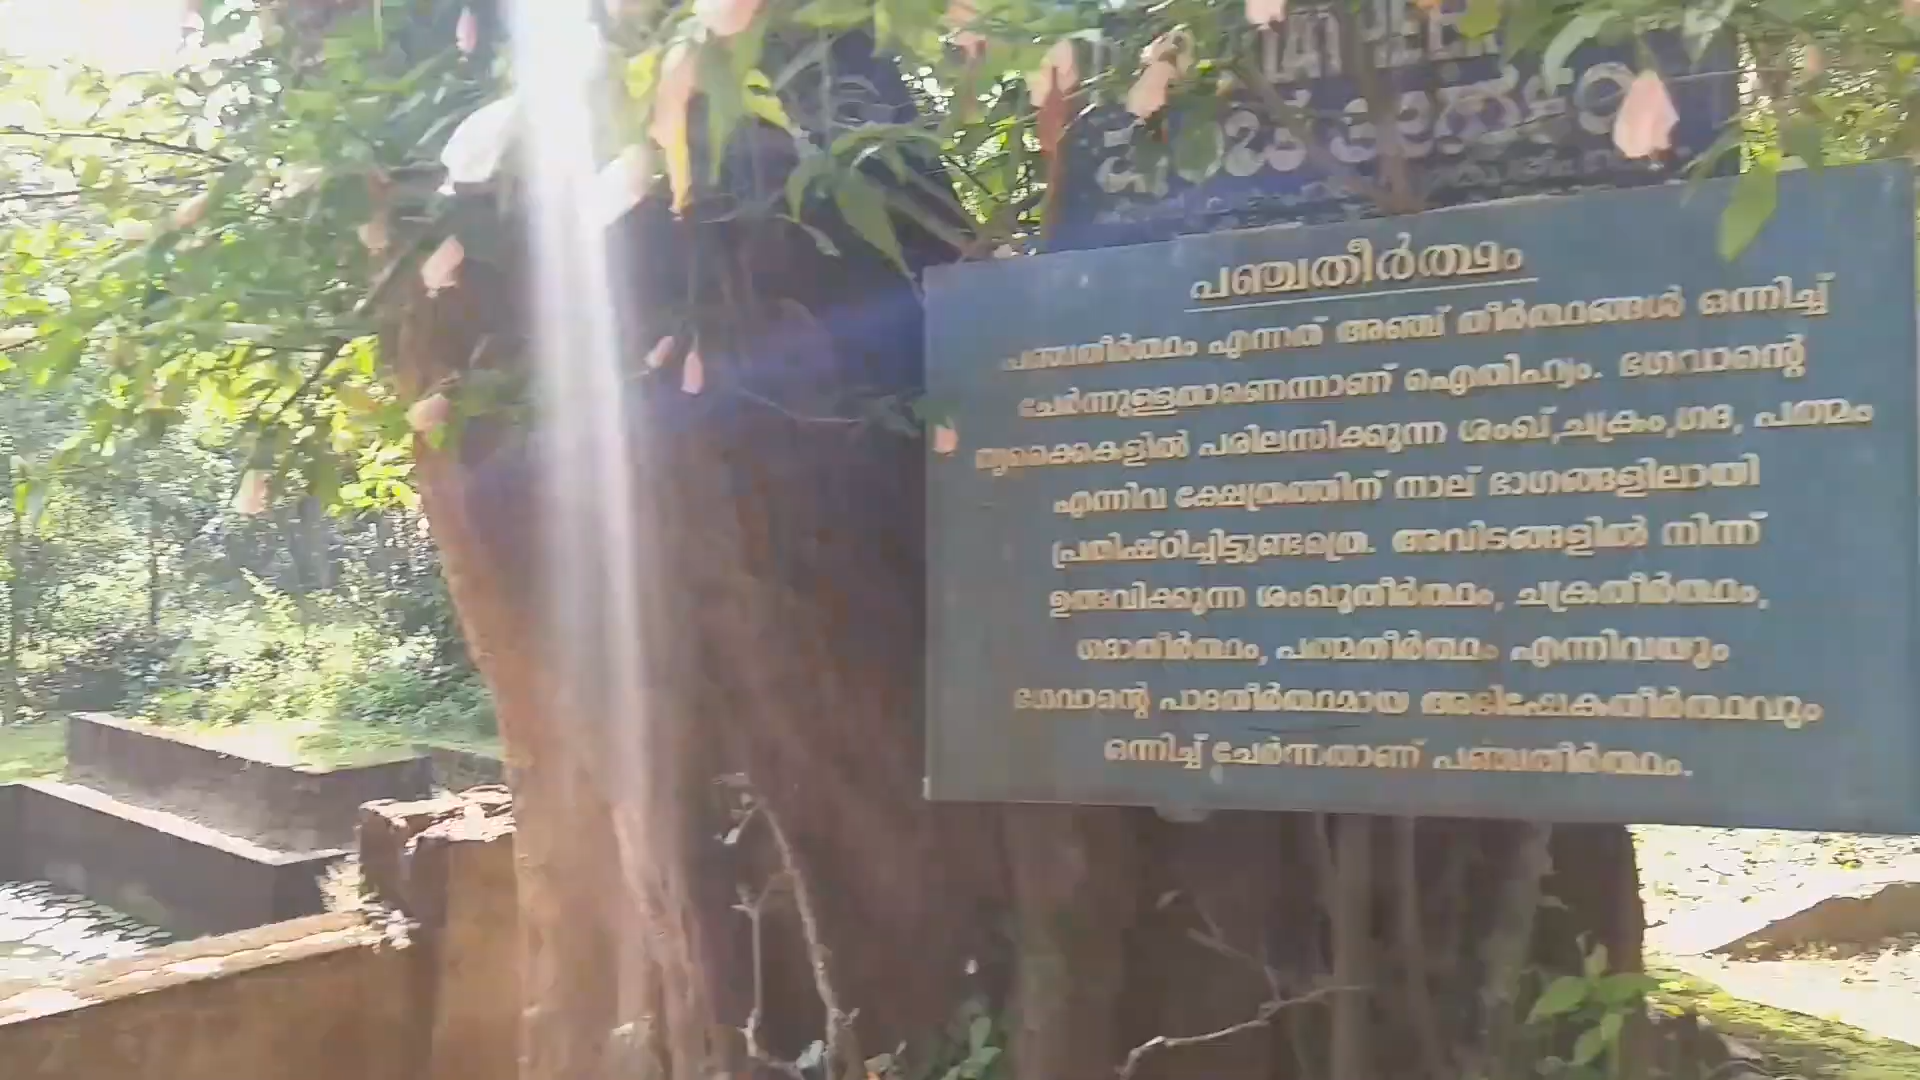 പഞ്ചതീർത്ഥം
പഞ്ചതീർത്ഥം
പഞ്ചതീർത്ഥം എന്നത് അഞ്ച് തീർത്ഥങ്ങൾ ഒന്നിച്ച്
ചേർന്നുള്ളതാണെന്നാണ് ഐതിഹ്യം. ഭഗവാന്റെ
തൃക്കൈകളിൽ പരിലസിക്കുന്ന ശംഖ്,ചക്രം,ഗദ, പത്മം
എന്നിവ ക്ഷേത്രത്തിന് നാല് ഭാഗങ്ങളിലായി
പ്രതിഷ്ഠിച്ചിട്ടുണ്ടത്രെ. അവിടങ്ങളിൽ നിന്ന്
ഉത്ഭവിക്കുന്ന ശംഖുതീർത്ഥം, ചക്രതീർത്ഥം,
ഗദാതീർത്ഥം, പത്മതീർത്ഥം എന്നിവയും
ഭഗവാന്റെ പാദതീർത്ഥമായ അഭിഷേകതീർത്ഥവും
ഒന്നിച്ച് ചേർന്നതാണ് പഞ്ചതീർത്ഥം.